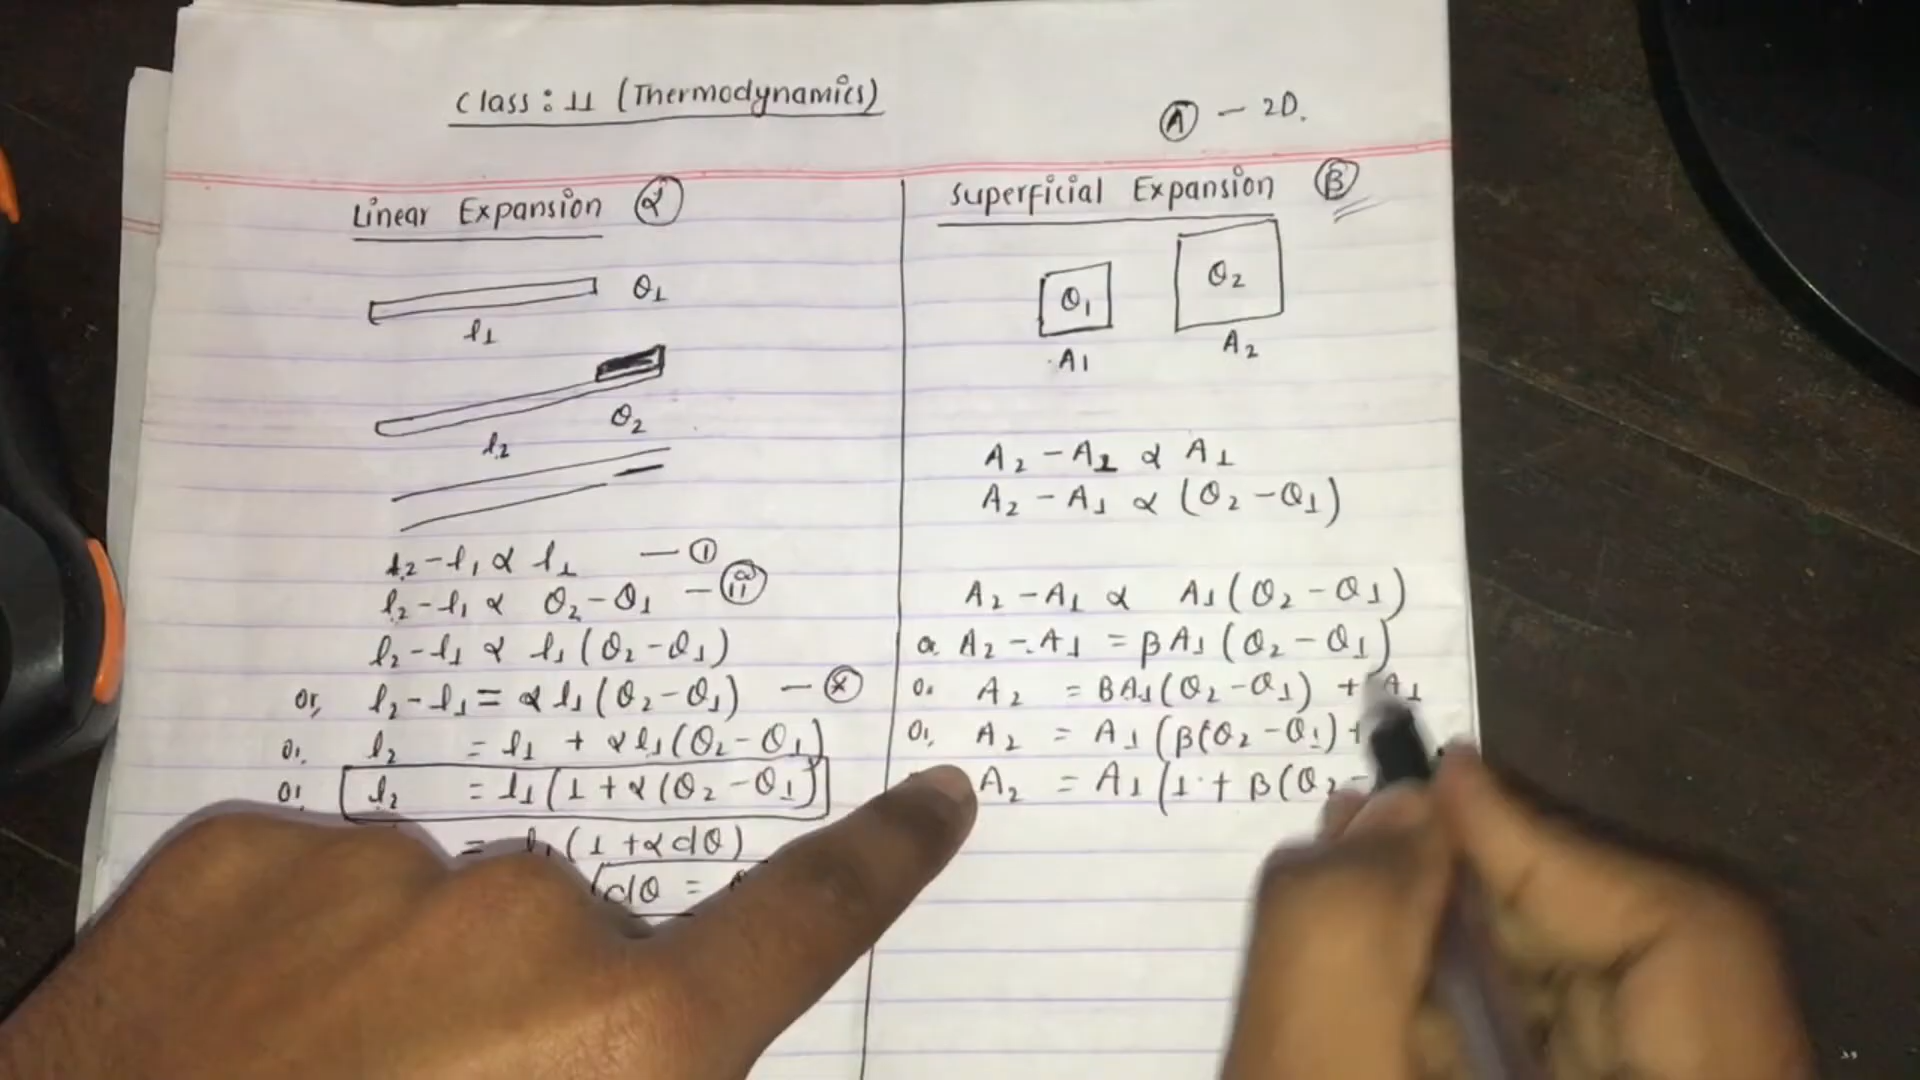 Class: 11 (Thermodynamics)
A - 2D.
Linear Expansion α
θ1
l1
θ2
l2
l2 - l1 α l1 - (i)
l2 - l1 α θ2 - θ1 - (ii)
l2 - l1 α l1 (θ2 - θ1)
or, l2 - l1 = α l1 (θ2 - θ1) - *
or, l2 = l1 + α l1 (θ2 - θ1)
or l2 = l1 (1 + α (θ2 - θ1)
= l1 (1 + α dθ)
dθ =
Superficial Expansion β
θ1 θ2
A1 A2
A2 - A1 α A1
A2 - A1 α (θ2 - θ1)
A2 - A1 α A1 (θ2 - θ1)
or A2 - A1 = β A1 (θ2 - θ1)
or A2 = β A1 (θ2 - θ1) + A1
or, A2 = A1 (β(θ2 - θ1) +
A2 = A1 (1 + β (θ2 -